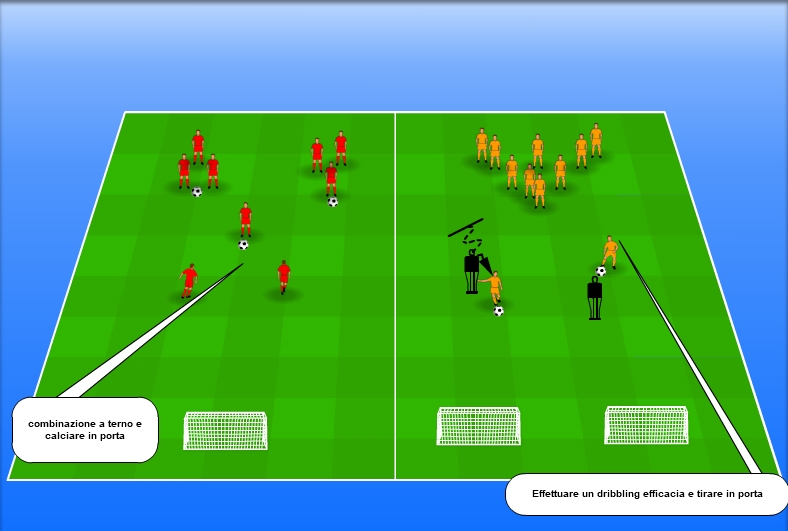 combinazione a terno e
calciare in porta
Effettuare un dribbling efficacia e tirare in porta